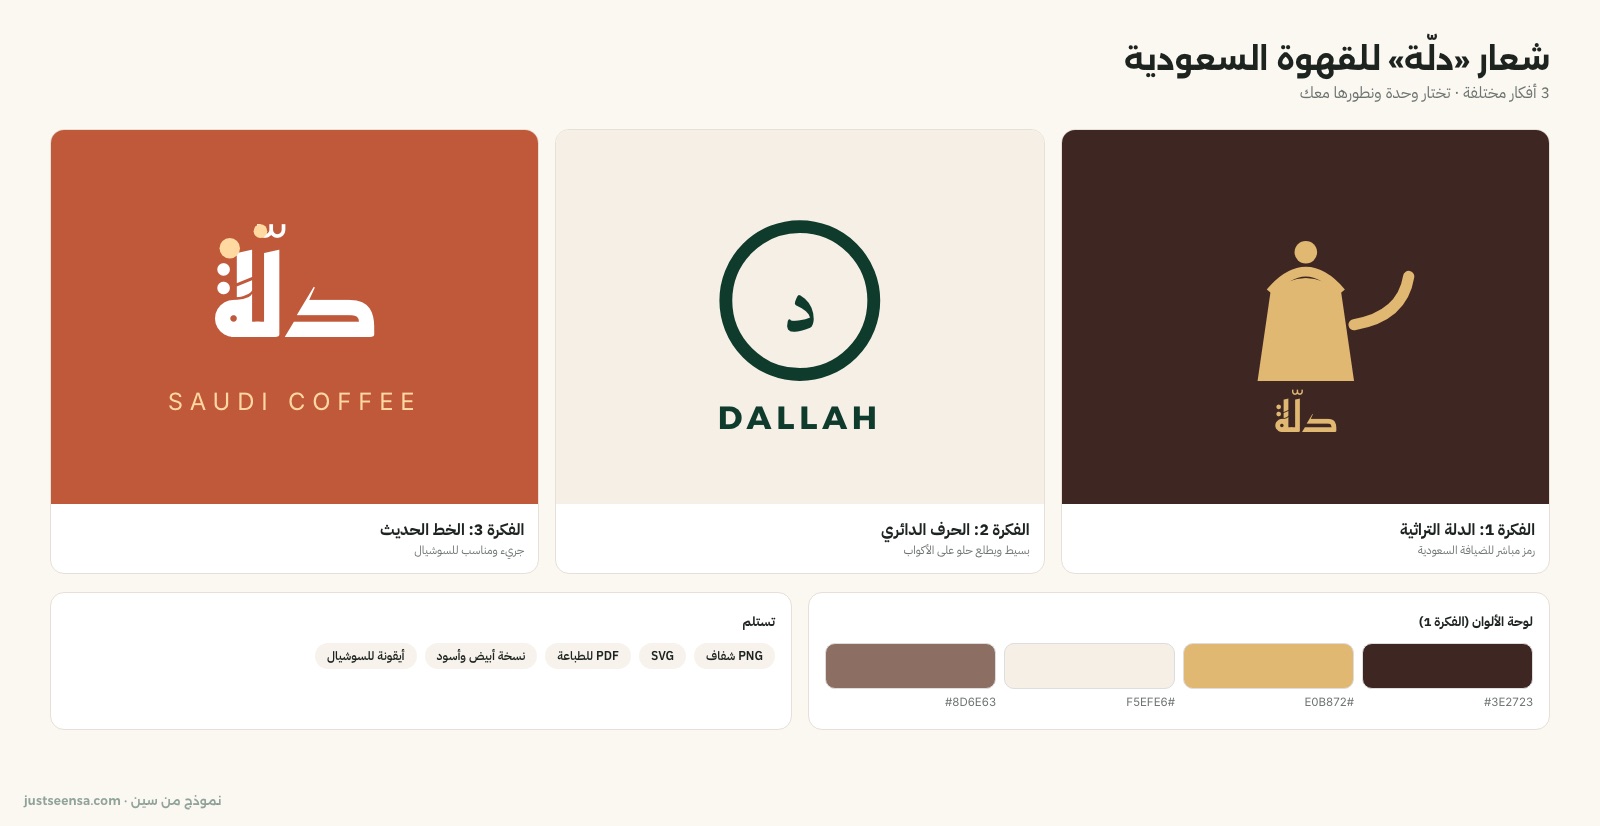 شعار «دلّة» للقهوة السعودية
3 أفكار مختلفة · تختار وحدة ونطورها معك
دلّة
الفكرة 1: الدلة التراثية
رمز مباشر للضيافة السعودية
د
DALLAH
الفكرة 2: الحرف الدائري
بسيط ويطلع حلو على الأكواب
دلّة
SAUDI COFFEE
الفكرة 3: الخط الحديث
جريء ومناسب للسوشيال
لوحة الألوان (الفكرة 1)
#3E2723
E0B872#
F5EFE6#
#8D6E63
تستلم
PNG شفاف
SVG
PDF للطباعة
نسخة أبيض وأسود
أيقونة للسوشيال
نموذج من سين · justseensa.com